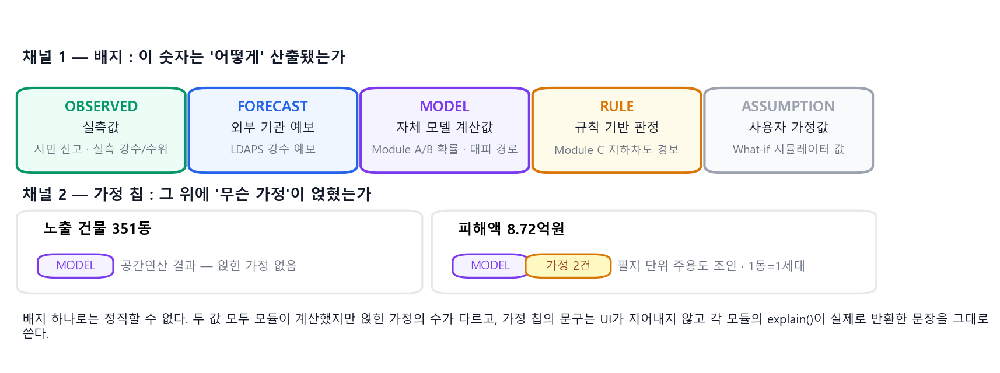 채널 1 — 배지 : 이 숫자는 '어떻게' 산출됐는가
OBSERVED
실측값
시민 신고 · 실측 강수/수위
FORECAST
외부 기관 예보
LDAPS 강수 예보
MODEL
자체 모델 계산값
Module A/B 확률 · 대피 경로
RULE
규칙 기반 판정
Module C 지하차도 경보
ASSUMPTION
사용자 가정값
What-if 시뮬레이터 값
채널 2 — 가정 칩 : 그 위에 '무슨 가정'이 얹혔는가
노출 건물 351동
MODEL 공간연산 결과 — 얹힌 가정 없음
피해액 8.72억원
MODEL 가정 2건 필지 단위 주용도 조인 · 1동=1세대
배지 하나로는 정직할 수 없다. 두 값 모두 모듈이 계산했지만 얹힌 가정의 수가 다르고, 가정 칩의 문구는 UI가 지어내지 않고 각 모듈의 explain()이 실제로 반환한 문장을 그대로
쓴다.